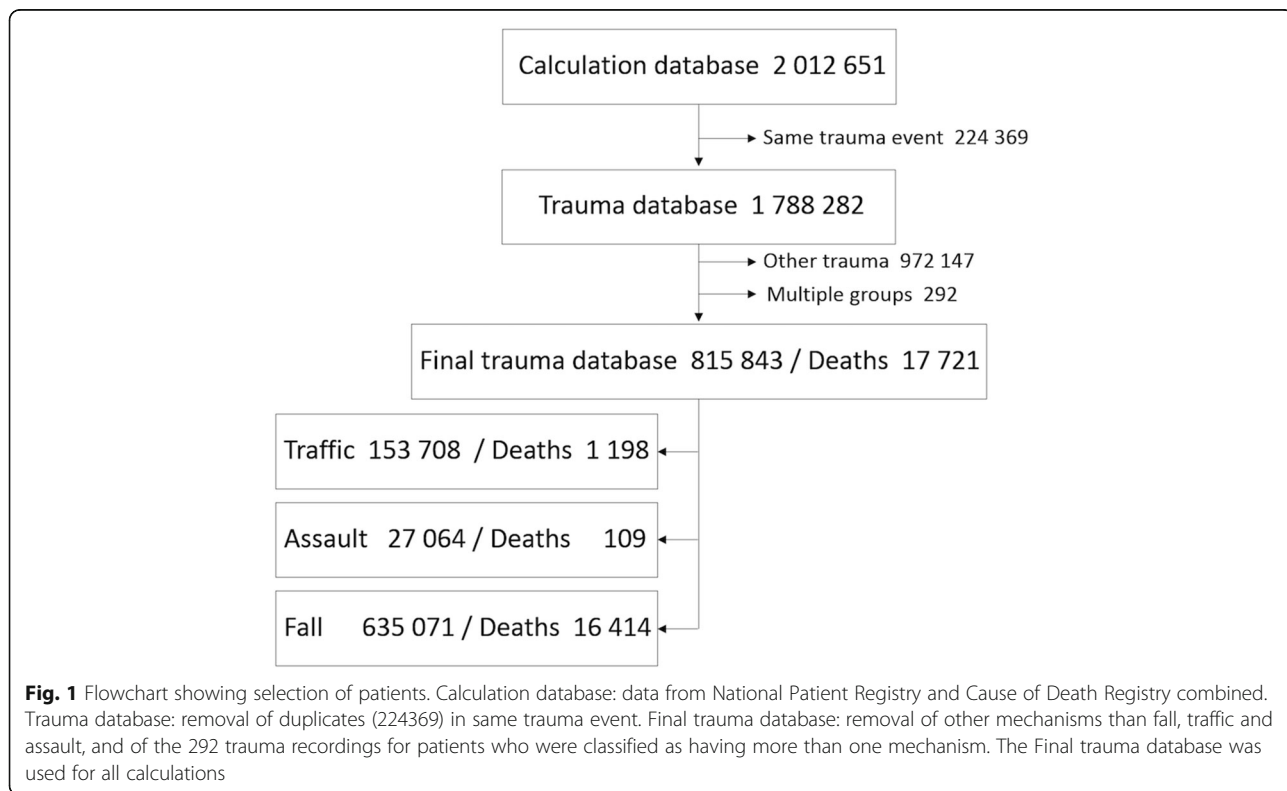 Calculation database 2 012 651
Same trauma event 224 369
Trauma database 1 788 282
Other trauma 972 147
Multiple groups 292
Final trauma database 815 843 / Deaths 17 721
Traffic 153 708 / Deaths 1 198
Assault 27 064 / Deaths 109
Fall 635 071 / Deaths 16 414
Fig. 1 Flowchart showing selection of patients. Calculation database: data from National Patient Registry and Cause of Death Registry combined.
Trauma database: removal of duplicates (224369) in same trauma event. Final trauma database: removal of other mechanisms than fall, traffic and
assault, and of the 292 trauma recordings for patients who were classified as having more than one mechanism. The Final trauma database was
used for all calculations